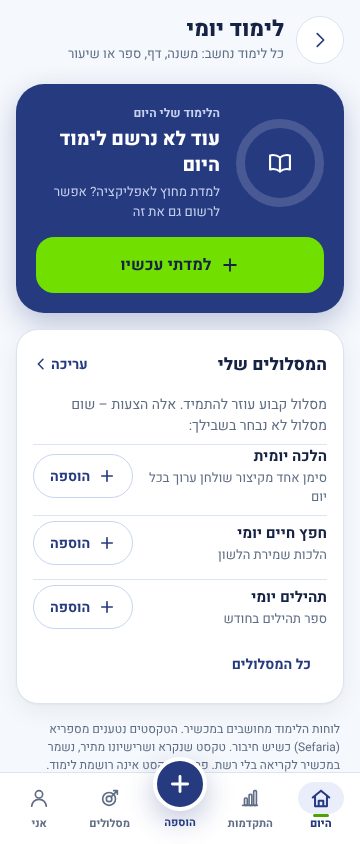 לימוד יומי
כל לימוד נחשב: משנה, דף, ספר או שיעור
הלימוד שלי היום
עוד לא נרשם לימוד
היום
למדת מחוץ לאפליקציה? אפשר
לרשום גם את זה
+ למדתי עכשיו
המסלולים שלי
עריכה
מסלול קבוע עוזר להתמיד. אלה הצעות – שום
מסלול לא נבחר בשבילך:
הלכה יומית
סימן אחד מקיצור שולחן ערוך בכל
יום
+ הוספה
חפץ חיים יומי
הלכות שמירת הלשון
+ הוספה
תהילים יומי
ספר תהילים בחודש
+ הוספה
כל המסלולים
לוחות הלימוד מחושבים במכשיר. הטקסטים נטענים מספריא
(Sefaria) כשיש חיבור. טקסט שנקרא ושרישיונו מתיר, נשמר
במכשיר לקריאה בלי רשת. אינה רושמת לימוד.
היום
התקדמות
הוספה
מסלולים
אני